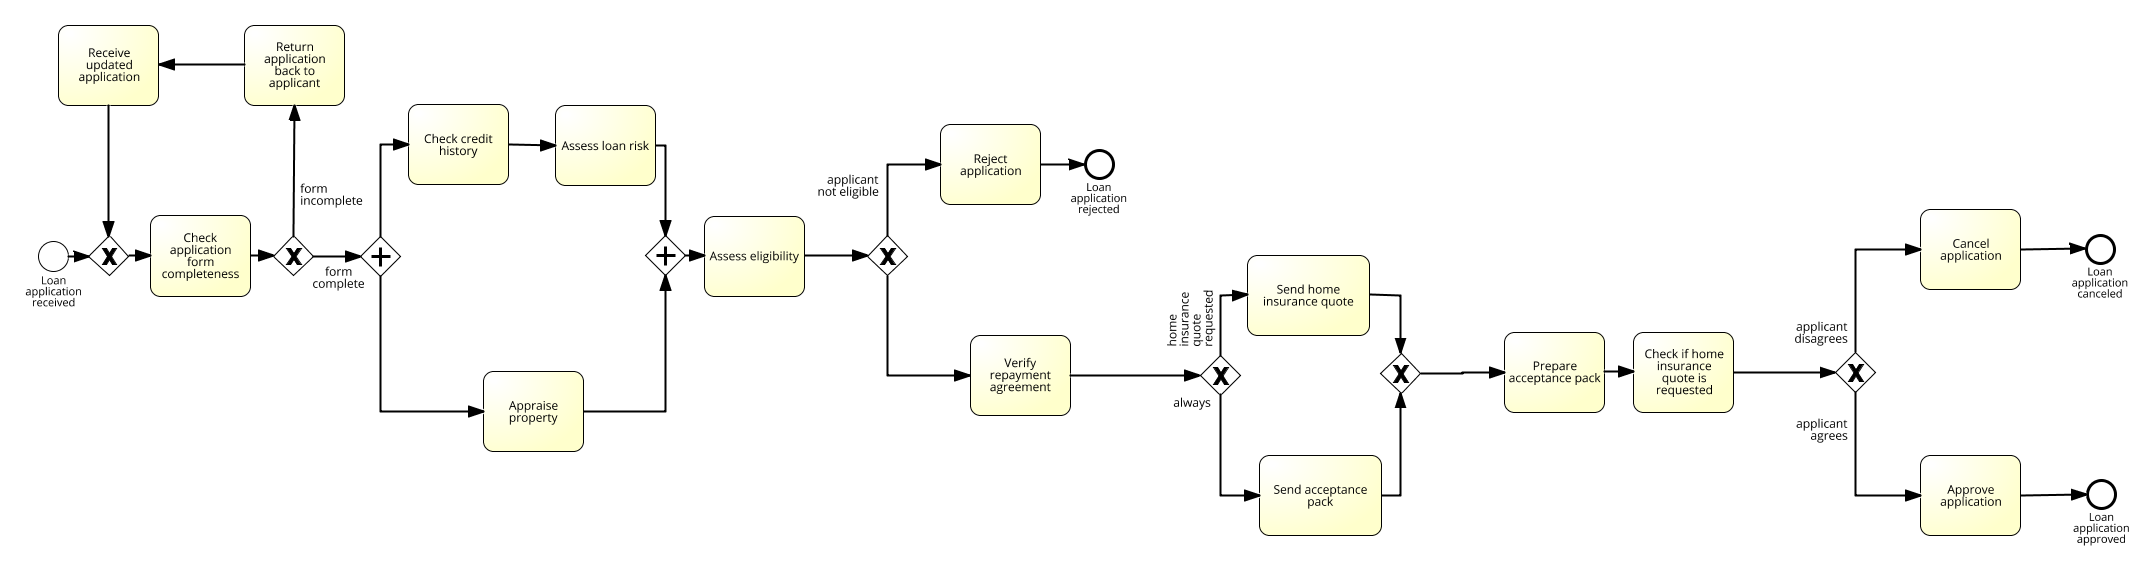 Receive
updated
application
Return
application
back to
applicant
form
incomplete
Loan
application
received
Check
application
form
completeness
form
complete
Check credit
history
Assess loan risk
Appraise
property
Assess eligibility
applicant
not eligible
Reject
application
Loan
application
rejected
Verify
repayment
agreement
home
insurance
quote
requested
always
Send home
insurance quote
Send acceptance
pack
Prepare
acceptance pack
Check if home
insurance
quote is
requested
applicant
disagrees
applicant
agrees
Cancel
application
Loan
application
canceled
Approve
application
Loan
application
approved